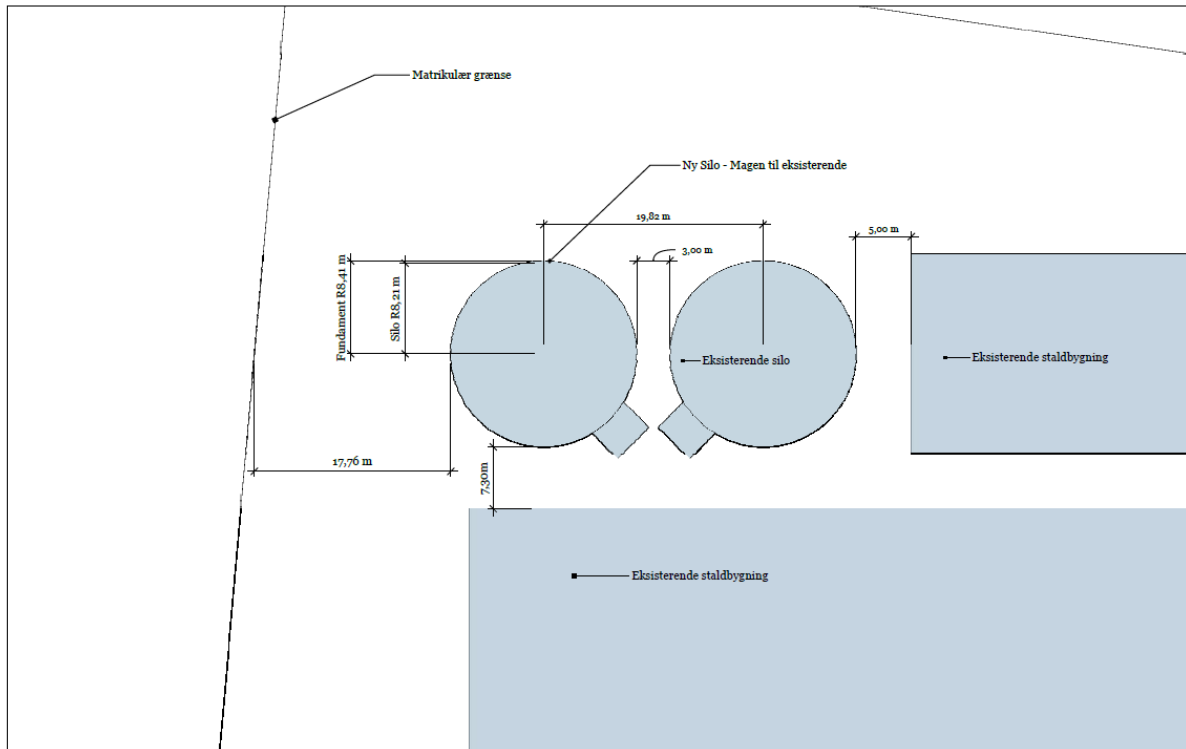 Matrikulær grænse
Ny Silo - Magen til eksisterende
19,82 m
5,00 m
3,00 m
Fundament R8,41 m
Silo R8,21 m
Eksisterende silo
Eksisterende staldbygning
17,76 m
7,30m
Eksisterende staldbygning